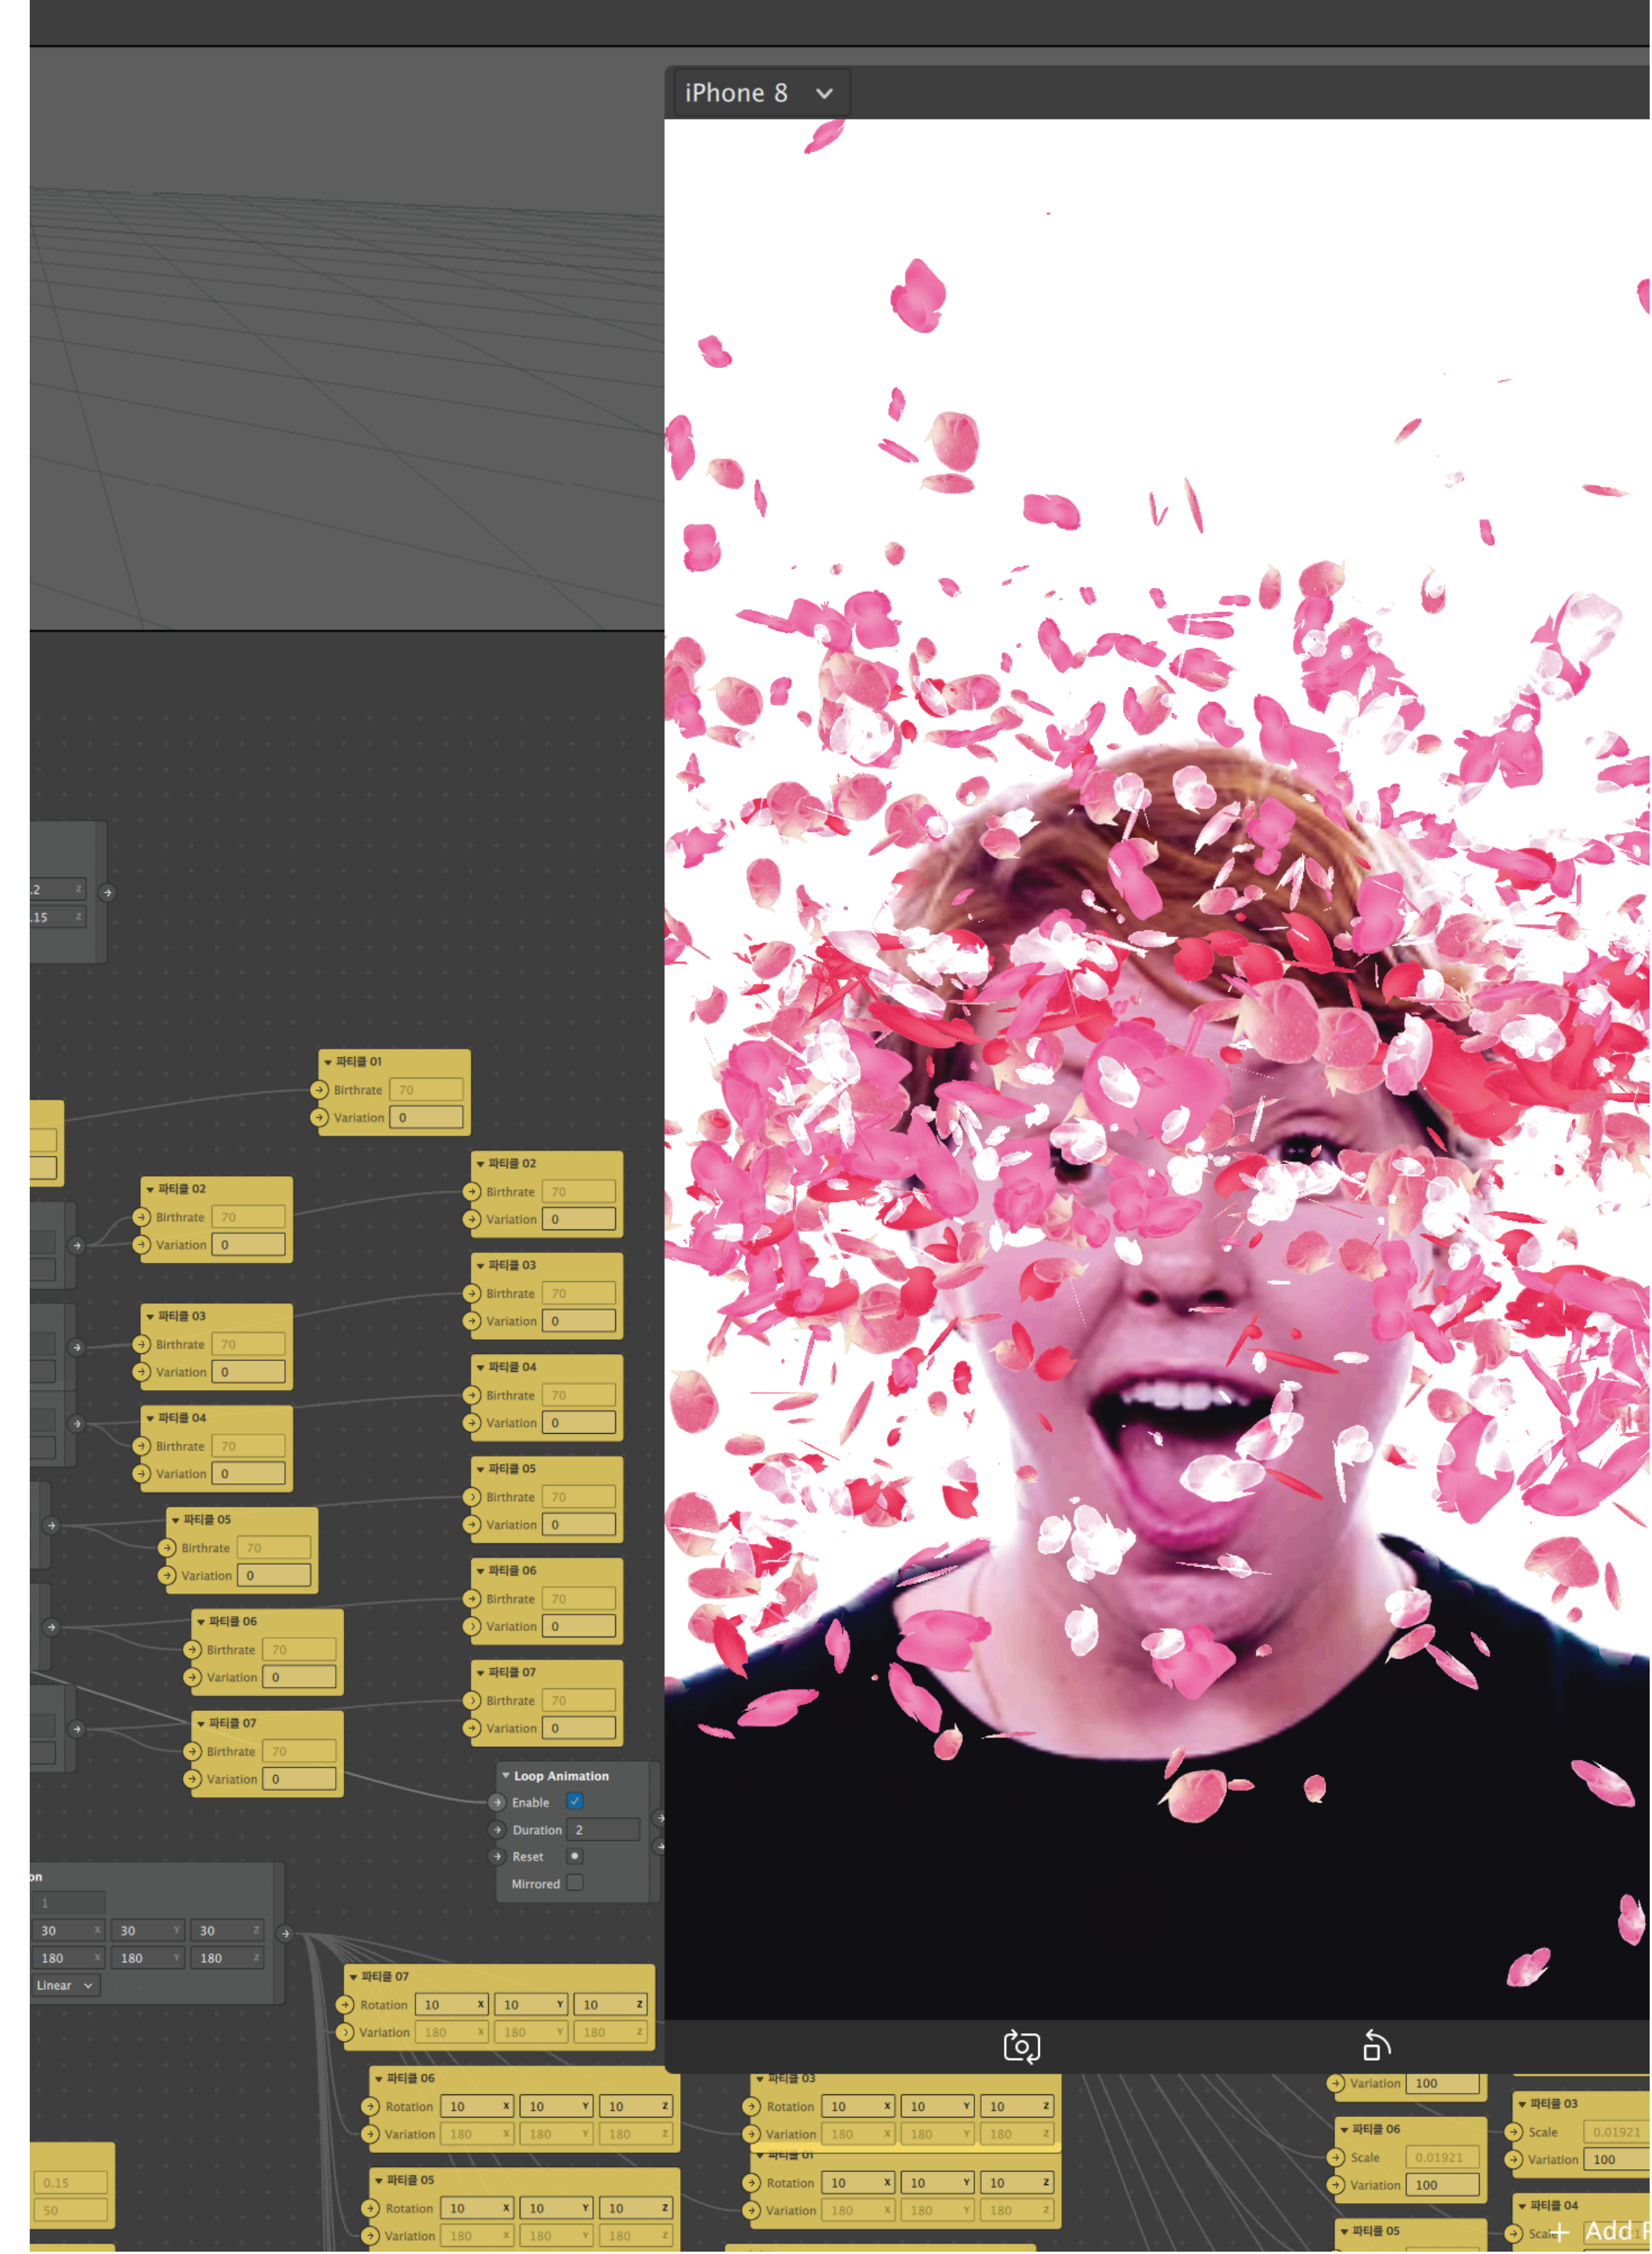 iPhone 8
.2 Z
.15 Z
파티클 01
Birthrate 70
Variation 0
파티클 02
Birthrate 70
Variation 0
파티클 02
Birthrate 70
Variation 0
파티클 03
Birthrate 70
Variation 0
파티클 03
Birthrate 70
Variation 0
파티클 04
Birthrate 70
Variation 0
파티클 04
Birthrate 70
Variation 0
파티클 05
Birthrate 70
Variation 0
파티클 05
Birthrate 70
Variation 0
파티클 06
Birthrate 70
Variation 0
파티클 06
Birthrate 70
Variation 0
파티클 07
Birthrate 70
Variation 0
파티클 07
Birthrate 70
Variation 0
Loop Animation
Enable
Duration 2
Reset
Mirrored
on
1
30 X 30 Y 30 Z
180 X 180 Y 180 Z
Linear
파티클 07
Rotation 10 X 10 Y 10 Z
Variation 180 X 180 Y 180 Z
파티클 06
Rotation 10 X 10 Y 10 Z
Variation 180 X 180 Y 180 Z
파티클 05
Rotation 10 X 10 Y 10 Z
Variation 180 X 180 Y 180 Z
0.15
50
파티클 03
Rotation 10 X 10 Y 10 Z
Variation 180 X 180 Y 180 Z
파티클 01
Rotation 10 X 10 Y 10 Z
Variation 180 X 180 Y 180 Z
Variation 100
파티클 06
Scale 0.01921
Variation 100
파티클 05
파티클 03
Scale 0.01921
Variation 100
파티클 04
Scale
+ Add